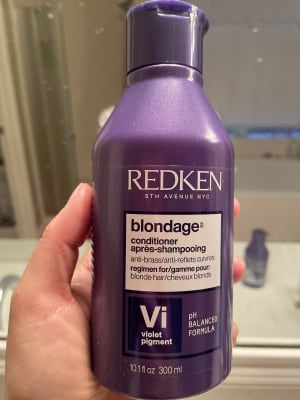 REDKEN
5TH AVENUE NYC
blondage
conditioner
après-shampooing
anti-brass/anti-reflets cuivrés
regimen for/gamme pour:
blonde hair/cheveux blonds
Vi
violet
pigment
pH
BALANCED
FORMULA
10.1 fl oz 300 ml